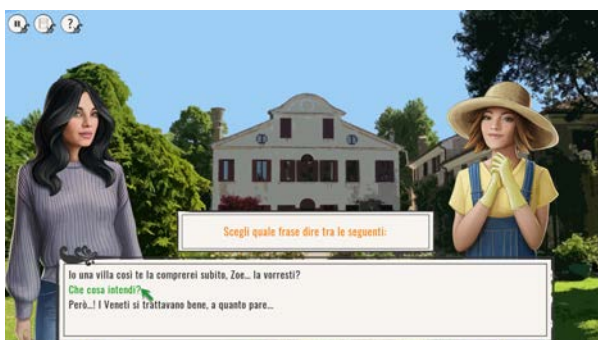 ?
Scegli quale frase dire tra le seguenti:
Io una villa così te la comprerei subito, Zoe... la vorresti?
Che cosa intendi?
Però..! I Veneti si trattavano bene, a quanto pare...